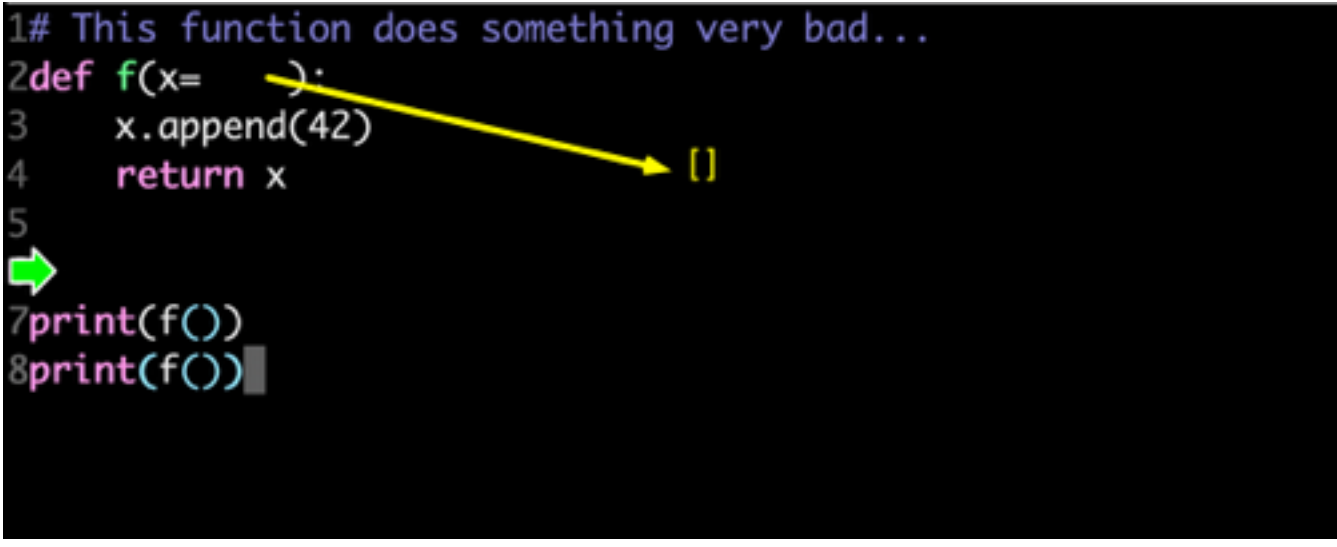 1# This function does something very bad...
2def f(x=   ):
3    x.append(42)
[]
4    return x
5
7print(f())
8print(f())